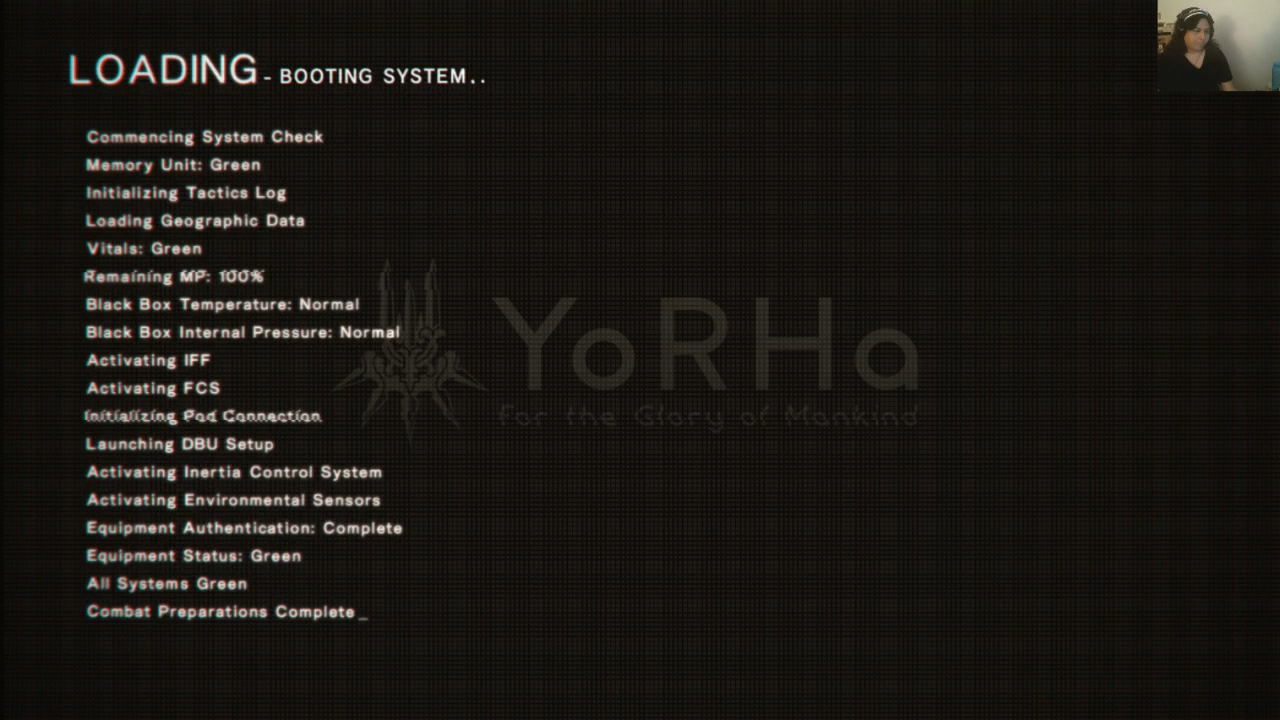 LOADING - BOOTING SYSTEM..
Commencing System Check
Memory Unit: Green
Initializing Tactics Log
Loading Geographic Data
Vitals: Green
Remaining MP: 100%
Black Box Temperature: Normal
Black Box Internal Pressure: Normal
Activating IFF
Activating FCS
Initializing Pod Connection
Launching DBU Setup
Activating Inertia Control System
Activating Environmental Sensors
Equipment Authentication: Complete
Equipment Status: Green
All Systems Green
Combat Preparations Complete_
YoRHa
For the Glory of Mankind